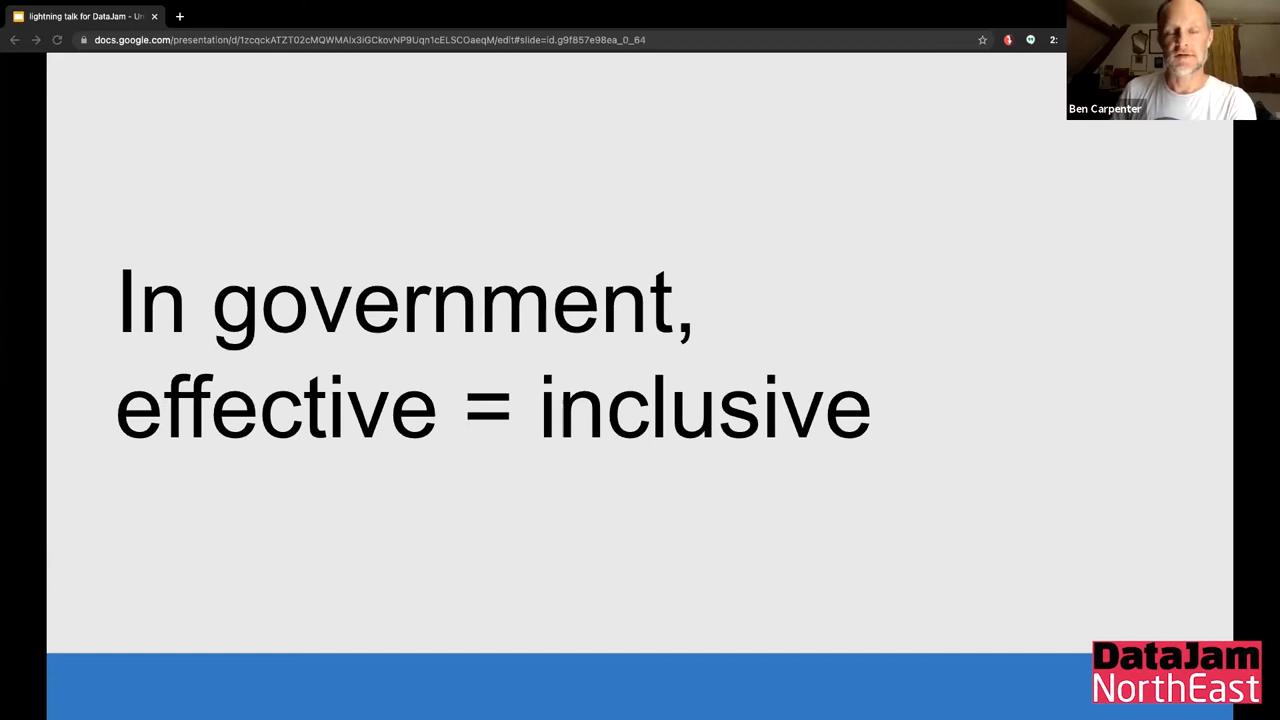 lightning talk for DataJam - Un
docs.google.com/presentation/d/1zcqckATZT02cMQWMAlx3iGCkovNP9Uqn1cELSCOaeqM/edit#slide=id.g9f857e98ea_0_64
2:
Ben Carpenter
In government,
effective = inclusive
DataJam
NorthEast